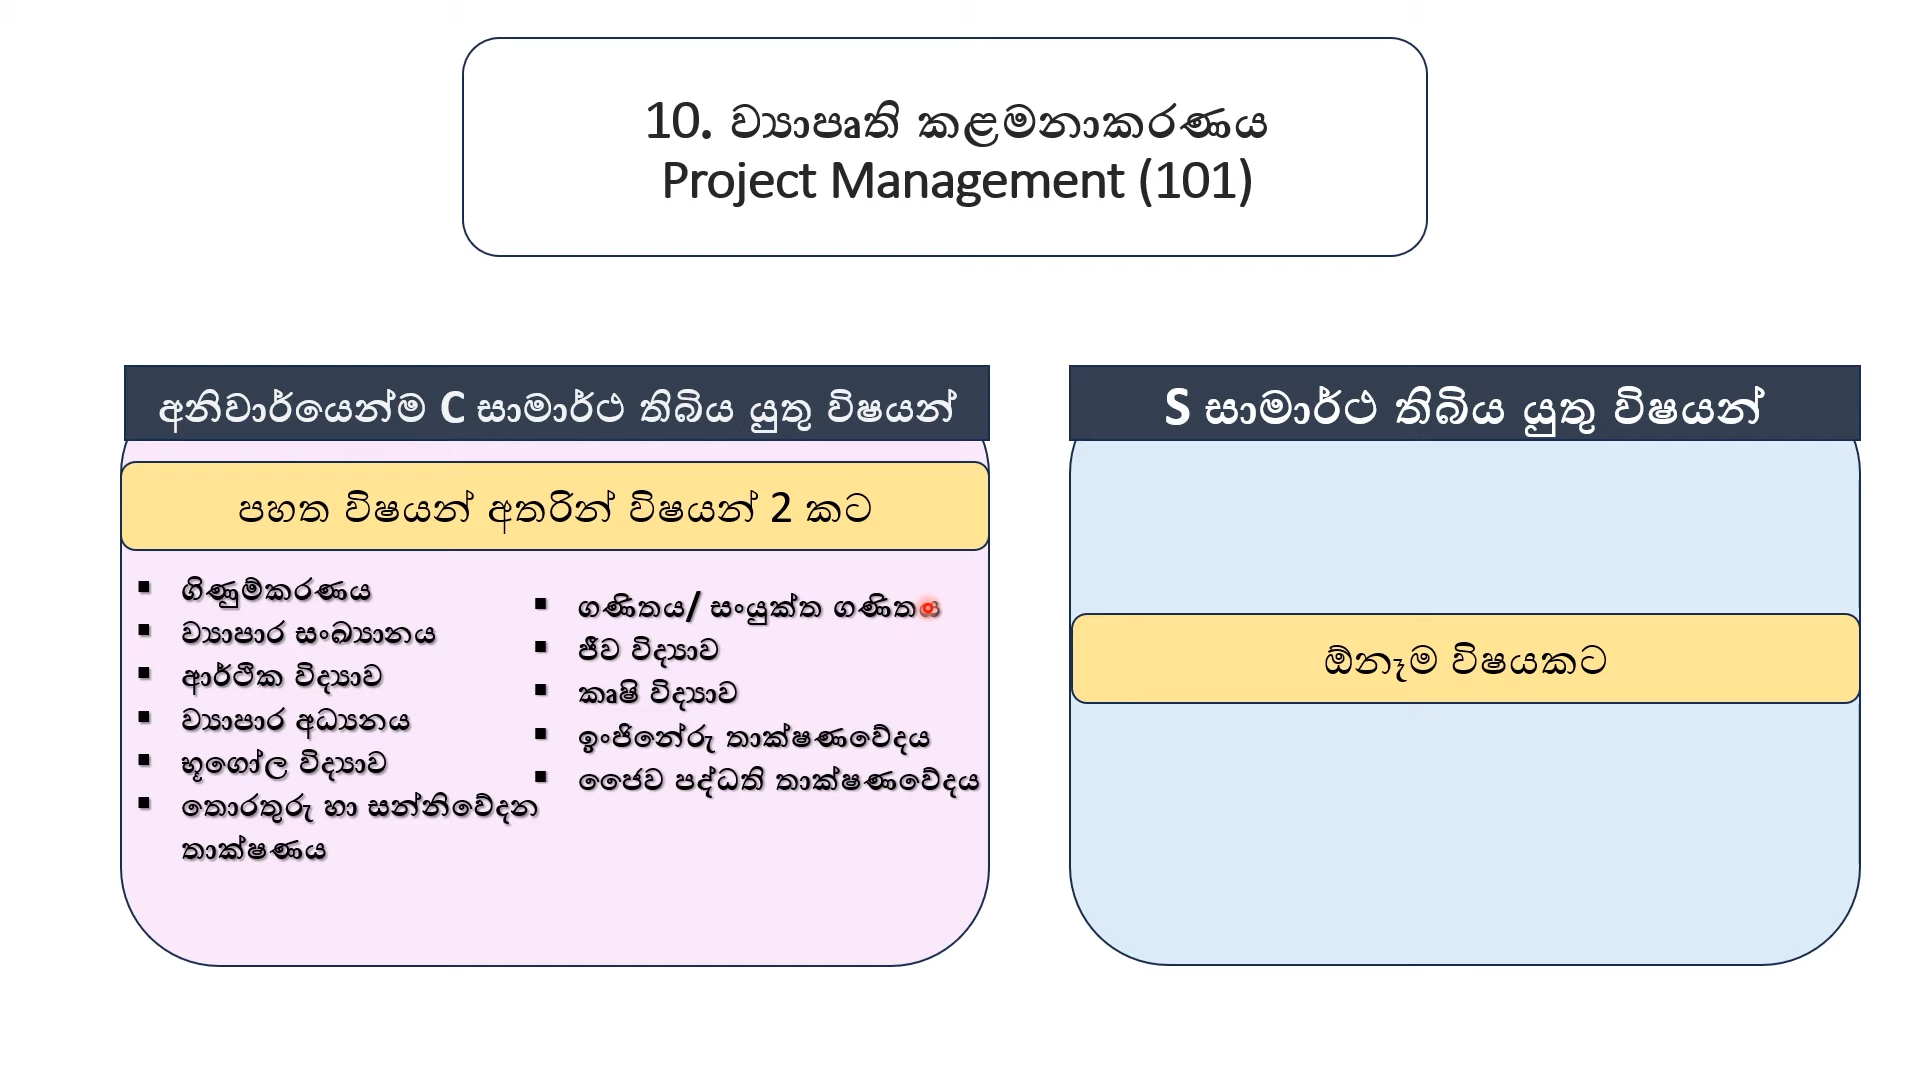 10. ව්‍යාපෘති කළමනාකරණය
Project Management (101)
අනිවාර්යෙන්ම C සාමාර්ථ තිබිය යුතු විෂයන්
පහත විෂයන් අතරින් විෂයන් 2 කට
▪ ගිණුම්කරණය
▪ ව්‍යාපාර සංඛ්‍යානය
▪ ආර්ථික විද්‍යාව
▪ ව්‍යාපාර අධ්‍යනය
▪ භූගෝල විද්‍යාව
▪ තොරතුරු හා සන්නිවේදන
තාක්ෂණය
▪ ගණිතය/ සංයුක්ත ගණිතය
▪ ජීව විද්‍යාව
▪ කෘෂි විද්‍යාව
▪ ඉංජිනේරු තාක්ෂණවේදය
▪ ජෛව පද්ධති තාක්ෂණවේදය
S සාමාර්ථ තිබිය යුතු විෂයන්
ඕනෑම විෂයකට